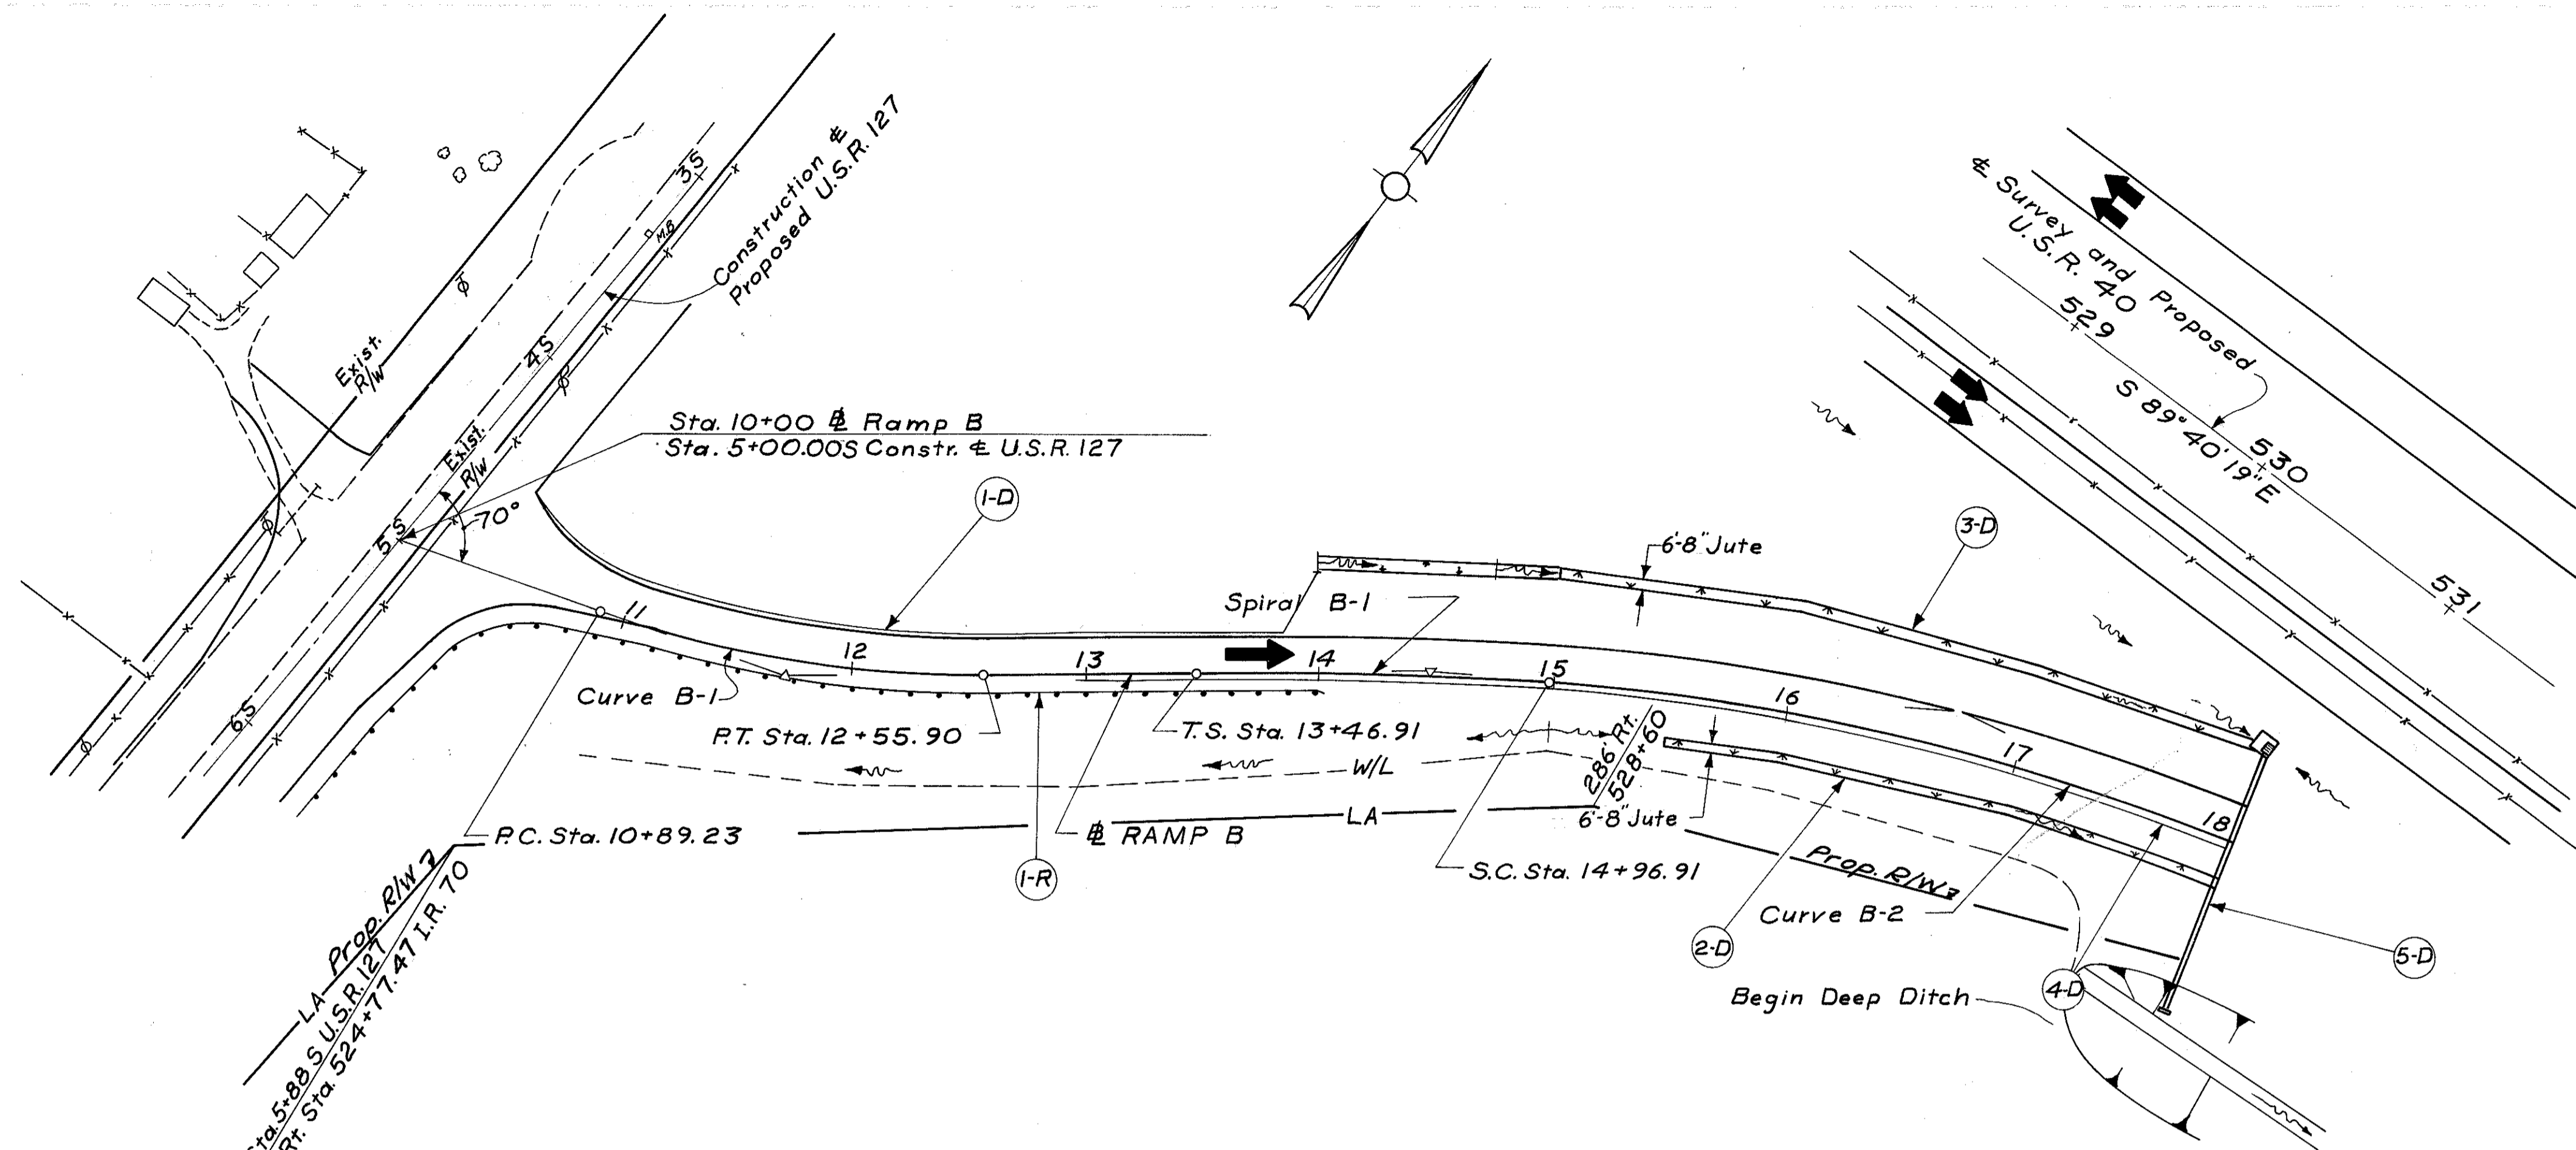 Construction ℄
Proposed U.S.R. 127
3S
M.B
4S
5S
6S
Exist.
R/W
Exist.
R/W
70°
Sta. 10+00 ℄ Ramp B
Sta. 5+00.00S Constr. ℄ U.S.R. 127
1-D
℄ Survey and Proposed
U.S.R. 40
529
530
531
S 89°40'19"E
6'-8" Jute
3-D
Spiral B-1
11
12
13
14
15
16
17
18
Curve B-1
P.T. Sta. 12+55.90
T.S. Sta. 13+46.91
286' Rt.
528+60
W/L
LA
6'-8" Jute
P.C. Sta. 10+89.23
℄ RAMP B
S.C. Sta. 14+96.91
Prop. R/W
Curve B-2
1-R
2-D
5-D
4-D
Begin Deep Ditch
LA
Prop. R/W
Sta. 5+88 S U.S.R. 127
Rt. Sta. 524+77.47 I.R. 70